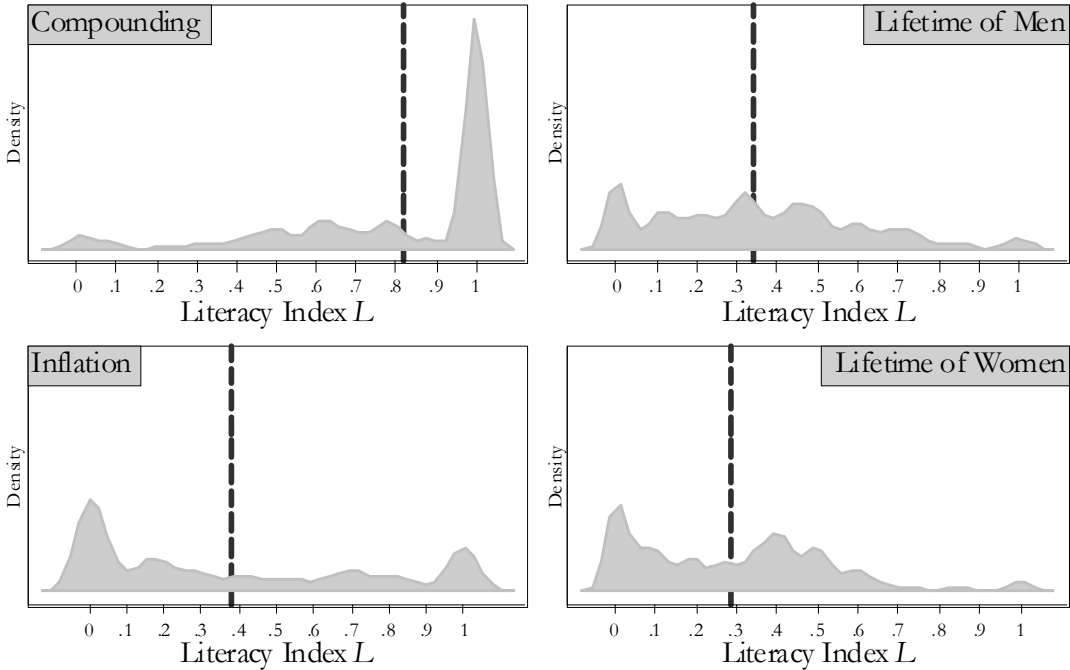 Compounding
Density
0 .1 .2 .3 .4 .5 .6 .7 .8 .9 1
Literacy Index L
Lifetime of Men
Density
0 .1 .2 .3 .4 .5 .6 .7 .8 .9 1
Literacy Index L
Inflation
Density
0 .1 .2 .3 .4 .5 .6 .7 .8 .9 1
Literacy Index L
Lifetime of Women
Density
0 .1 .2 .3 .4 .5 .6 .7 .8 .9 1
Literacy Index L